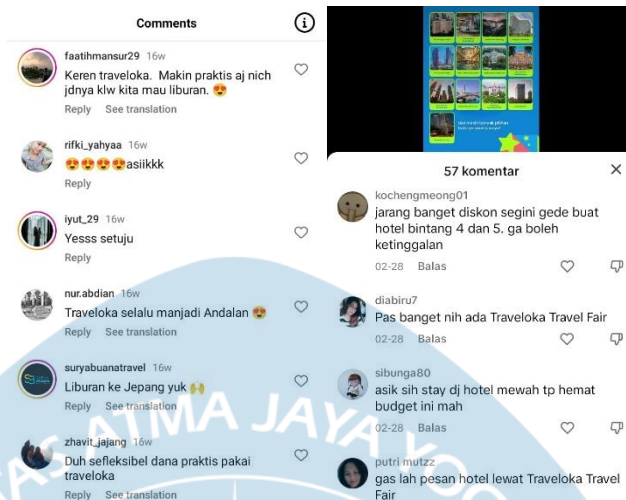 Comments
faatihmansur29 16w
Keren traveloka. Makin praktis aj nich
jdnya klw kita mau liburan. 😍
Reply See translation
rifki_yahyaa 16w
😍😍😍😍asiikkk
Reply
iyut_29 16w
Yesss setuju
Reply
nur.abdian 16w
Traveloka selalu manjadi Andalan 😍
Reply See translation
suryabuanatravel 16w
Liburan ke Jepang yuk 🙌
Reply See translation
zhavit_jajang 16w
Duh sefleksibel dana praktis pakai
traveloka
Reply See translation
57 komentar
kochengmeong01
jarang banget diskon segini gede buat
hotel bintang 4 dan 5. ga boleh
ketinggalan
02-28 Balas
diabiru7
Pas banget nih ada Traveloka Travel Fair
02-28 Balas
sibunga80
asik sih stay dj hotel mewah tp hemat
budget ini mah
02-28 Balas
putri mutzz
gas lah pesan hotel lewat Traveloka Travel
Fair
TAS ATMA JAYA YOG